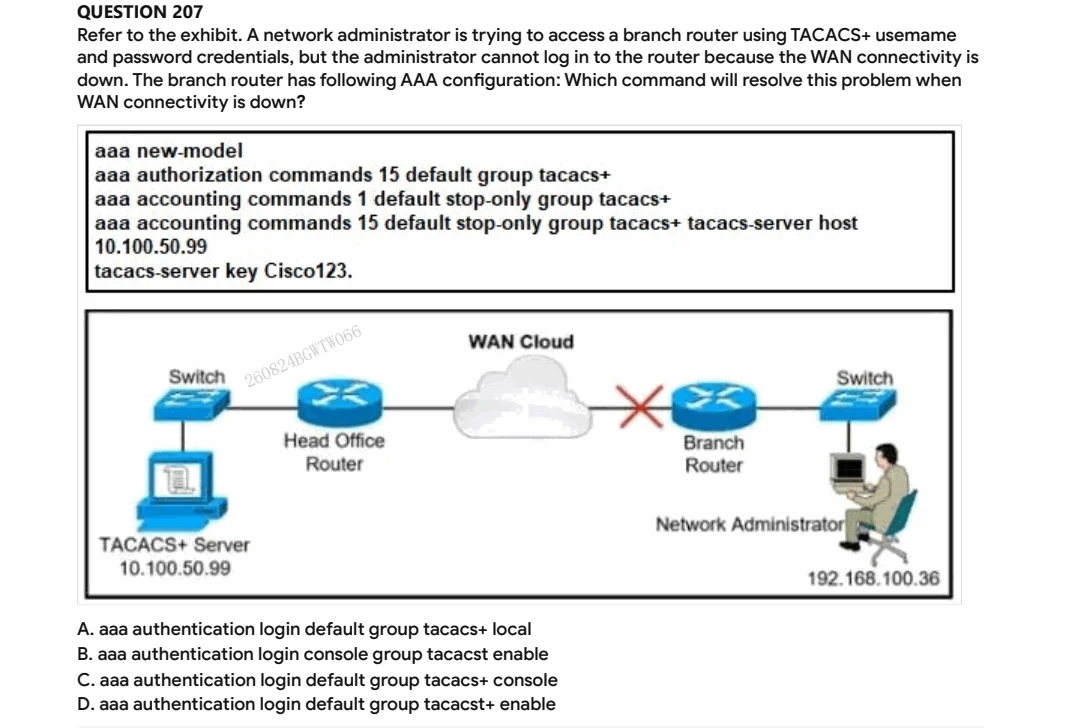 QUESTION 207
Refer to the exhibit. A network administrator is trying to access a branch router using TACACS+ usemame
and password credentials, but the administrator cannot log in to the router because the WAN connectivity is
down. The branch router has following AAA configuration: Which command will resolve this problem when
WAN connectivity is down?
aaa new-model
aaa authorization commands 15 default group tacacs+
aaa accounting commands 1 default stop-only group tacacs+
aaa accounting commands 15 default stop-only group tacacs+ tacacs-server host
10.100.50.99
tacacs-server key Cisco123.
260824BGWTW066
WAN Cloud
Switch
Switch
Head Office
Router
Branch
Router
Network Administrator
TACACS+ Server
10.100.50.99
192.168.100.36
A. aaa authentication login default group tacacs+ local
B. aaa authentication login console group tacacst enable
C. aaa authentication login default group tacacs+ console
D. aaa authentication login default group tacacst+ enable